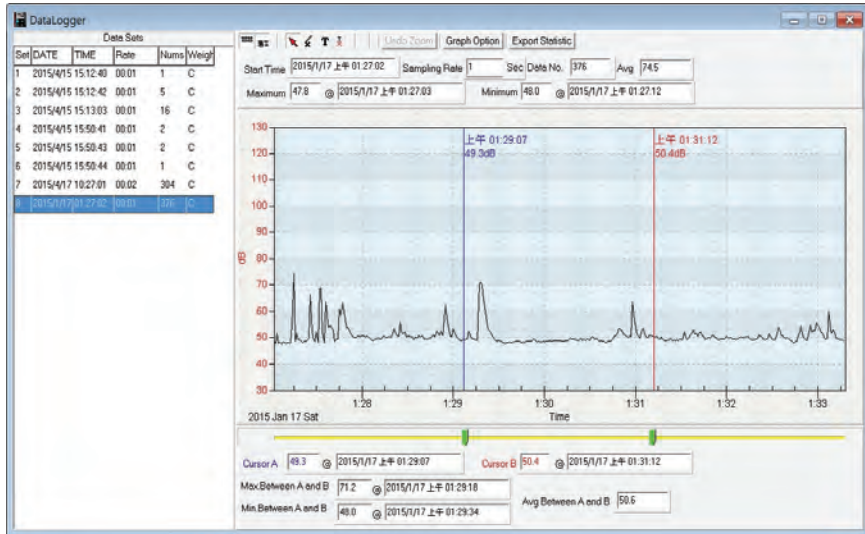 DataLogger
Data Sets
Set DATE TIME Rate Nums Weigh
1 2015/4/15 15:12:40 00:01 1 C
2 2015/4/15 15:12:42 00:01 5 C
3 2015/4/15 15:13:03 00:01 16 C
4 2015/4/15 15:50:41 00:01 2 C
5 2015/4/15 15:50:43 00:01 2 C
6 2015/4/15 15:50:44 00:01 1 C
7 2015/4/17 10:27:01 00:02 304 C
8 2015/1/17 01:27:02 00:01 376 C
T Undo Zoom Graph Option Export Statistic
Start Time 2015/1/17 上午 01:27:02 Sampling Rate 1 Sec Data No. 376 Avg 74.5
Maximum 47.8 @ 2015/1/17 上午 01:27:03 Minimum 48.0 @ 2015/1/17 上午 01:27:12
上午 01:29:07
49.3dB
上午 01:31:12
50.4dB
130
120
110
100
90
80
70
60
50
40
30
dB
1:28 1:29 1:30 1:31 1:32 1:33
2015 Jan 17 Sat Time
Cursor A 49.3 @ 2015/1/17 上午 01:29:07 Cursor B 50.4 @ 2015/1/17 上午 01:31:12
Max.Between A and B 71.2 @ 2015/1/17 上午 01:29:18
Min.Between A and B 48.0 @ 2015/1/17 上午 01:29:34
Avg Between A and B 50.6